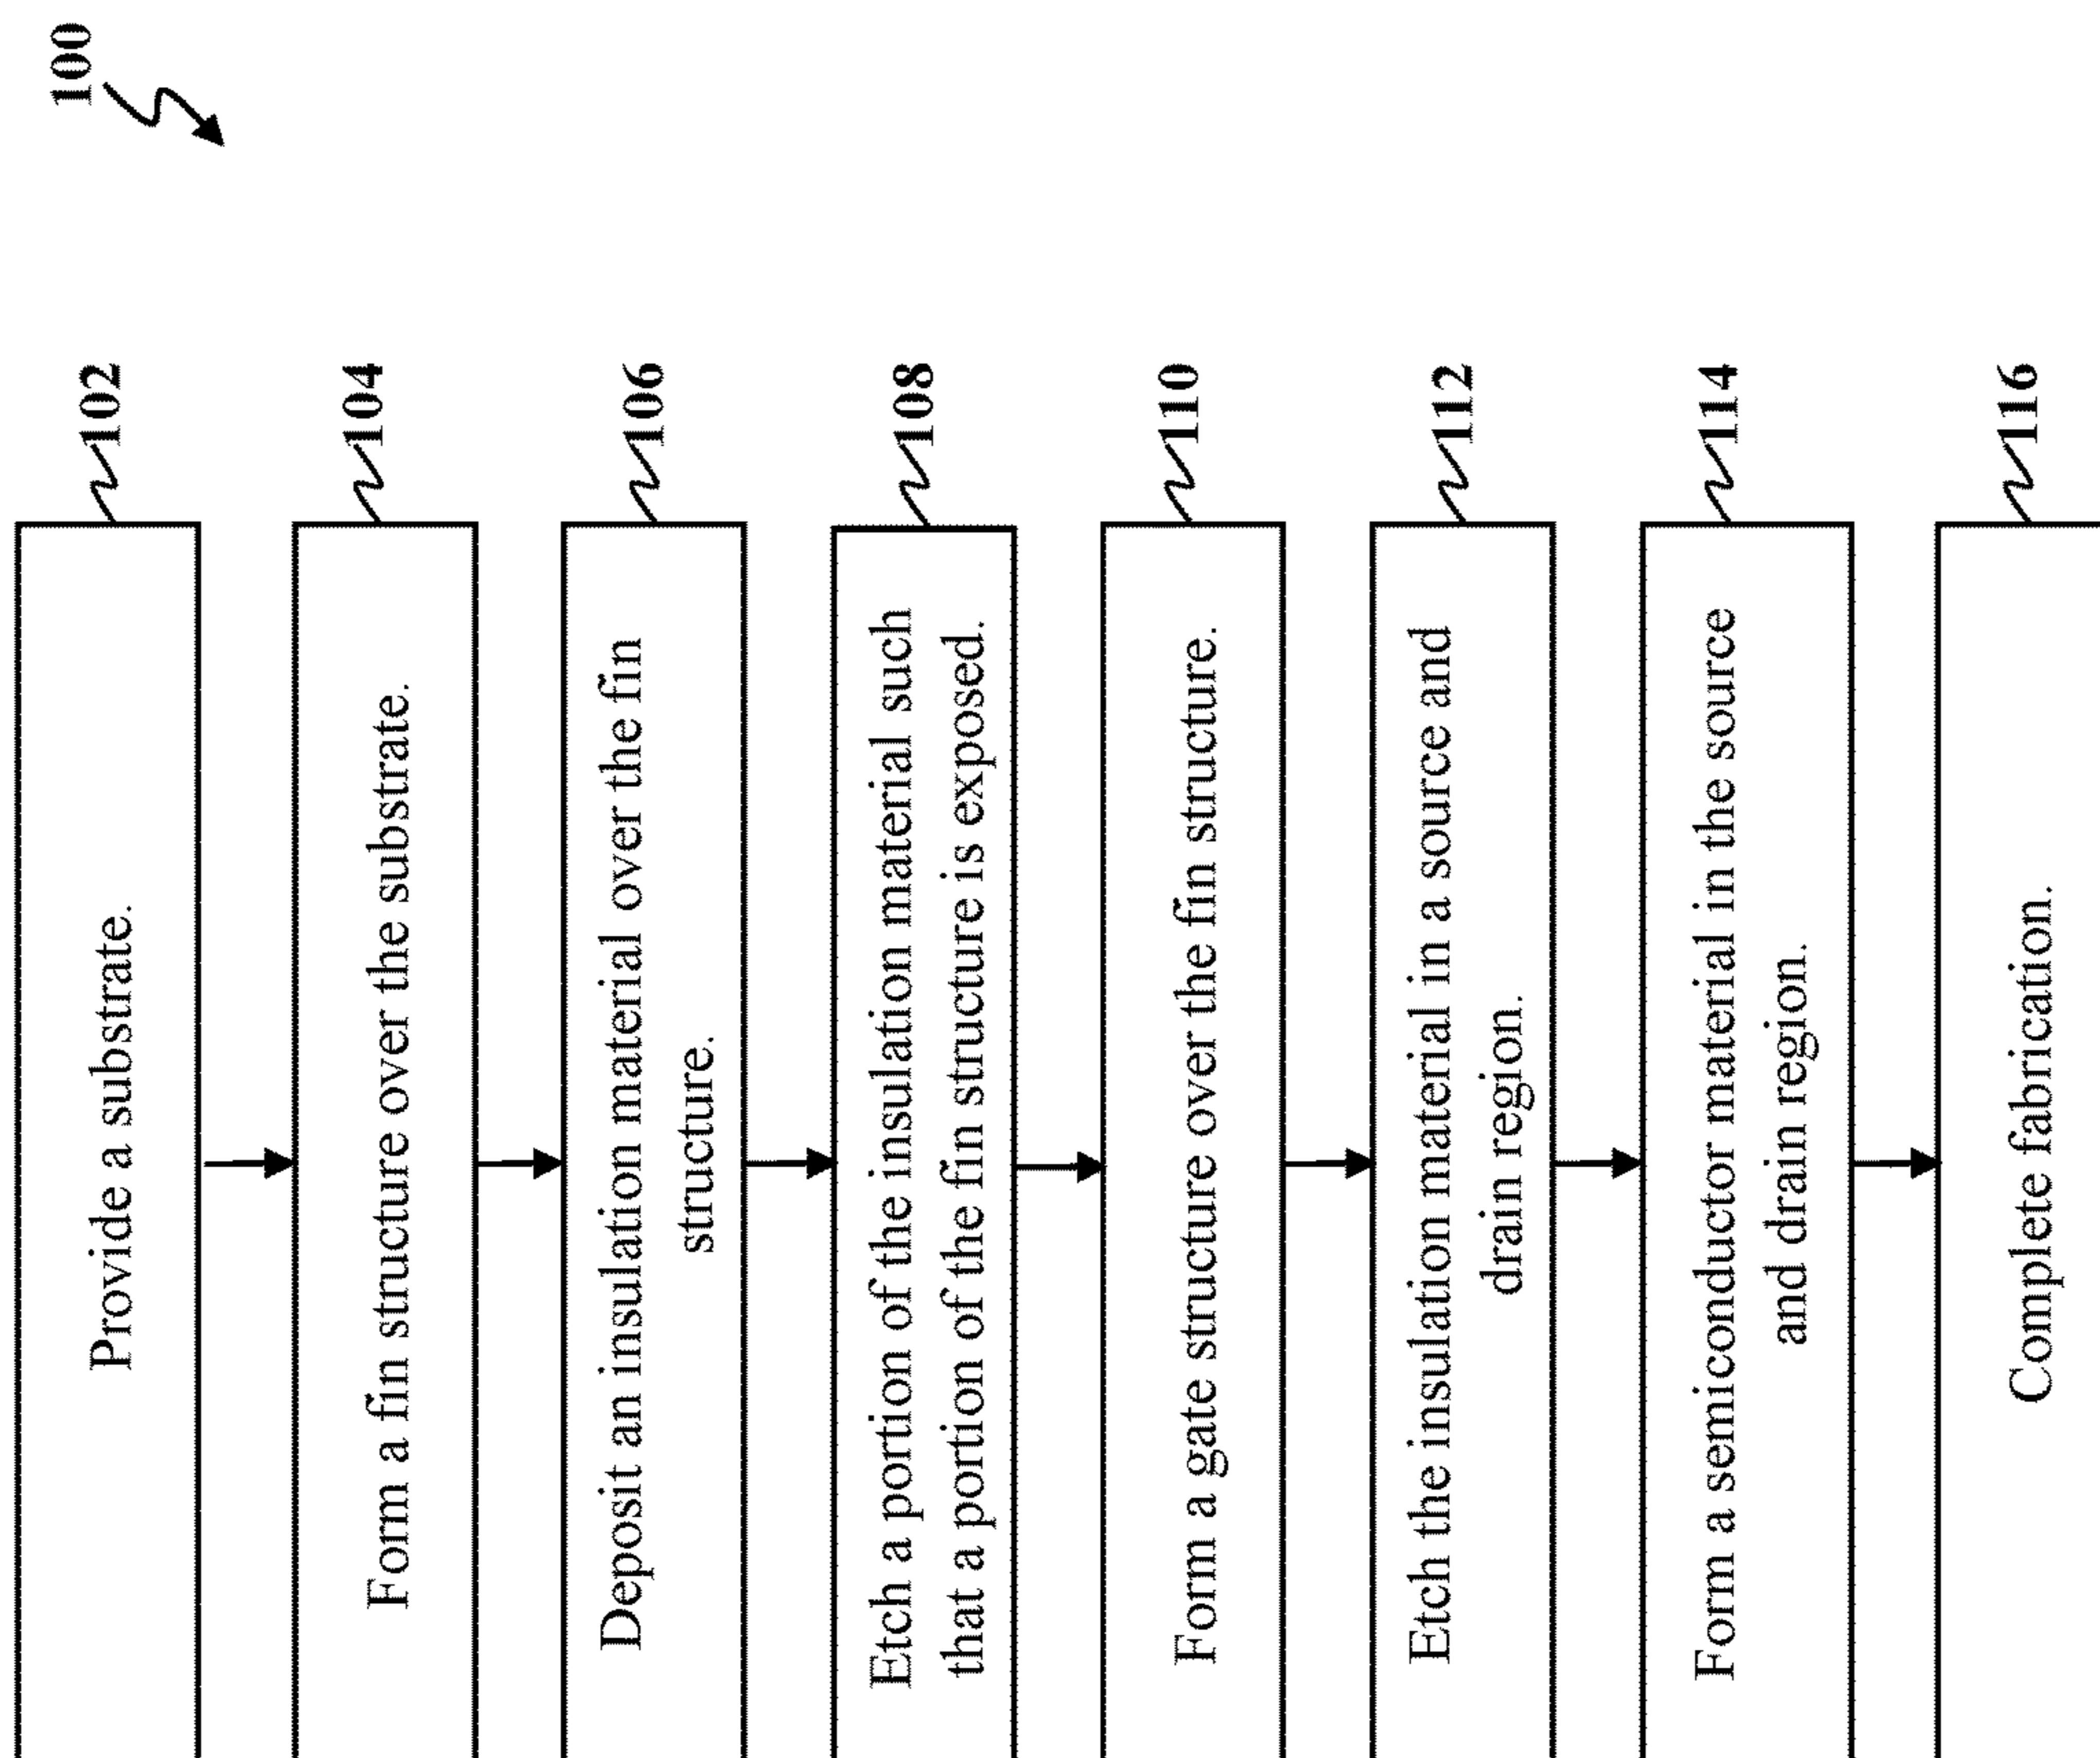 100
Provide a substrate.
102
Form a fin structure over the substrate.
104
Deposit an insulation material over the fin
structure.
106
Etch a portion of the insulation material such
that a portion of the fin structure is exposed.
108
Form a gate structure over the fin structure.
110
Etch the insulation material in a source and
drain region.
112
Form a semiconductor material in the source
and drain region.
114
Complete fabrication.
116